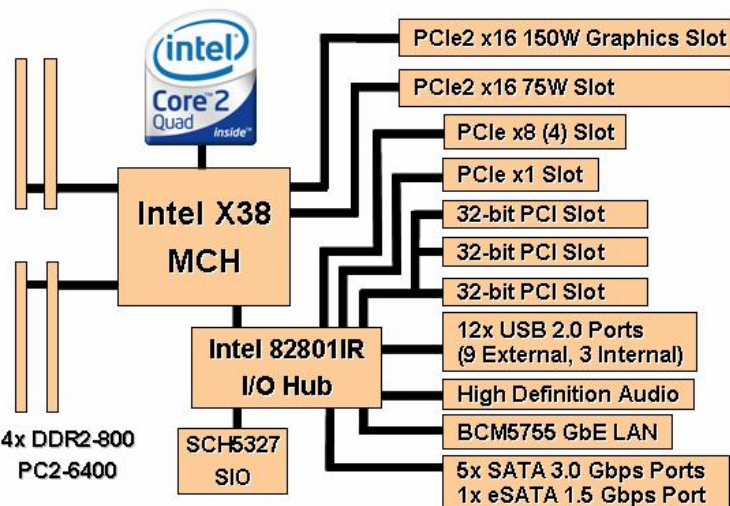 intel
Core™2
Quad
inside™
PCIe2 x16 150W Graphics Slot
PCIe2 x16 75W Slot
PCIe x8 (4) Slot
PCIe x1 Slot
32-bit PCI Slot
32-bit PCI Slot
32-bit PCI Slot
Intel X38
MCH
Intel 82801IR
I/O Hub
12x USB 2.0 Ports
(9 External, 3 Internal)
High Definition Audio
BCM5755 GbE LAN
5x SATA 3.0 Gbps Ports
1x eSATA 1.5 Gbps Port
4x DDR2-800
PC2-6400
SCH5327
SIO